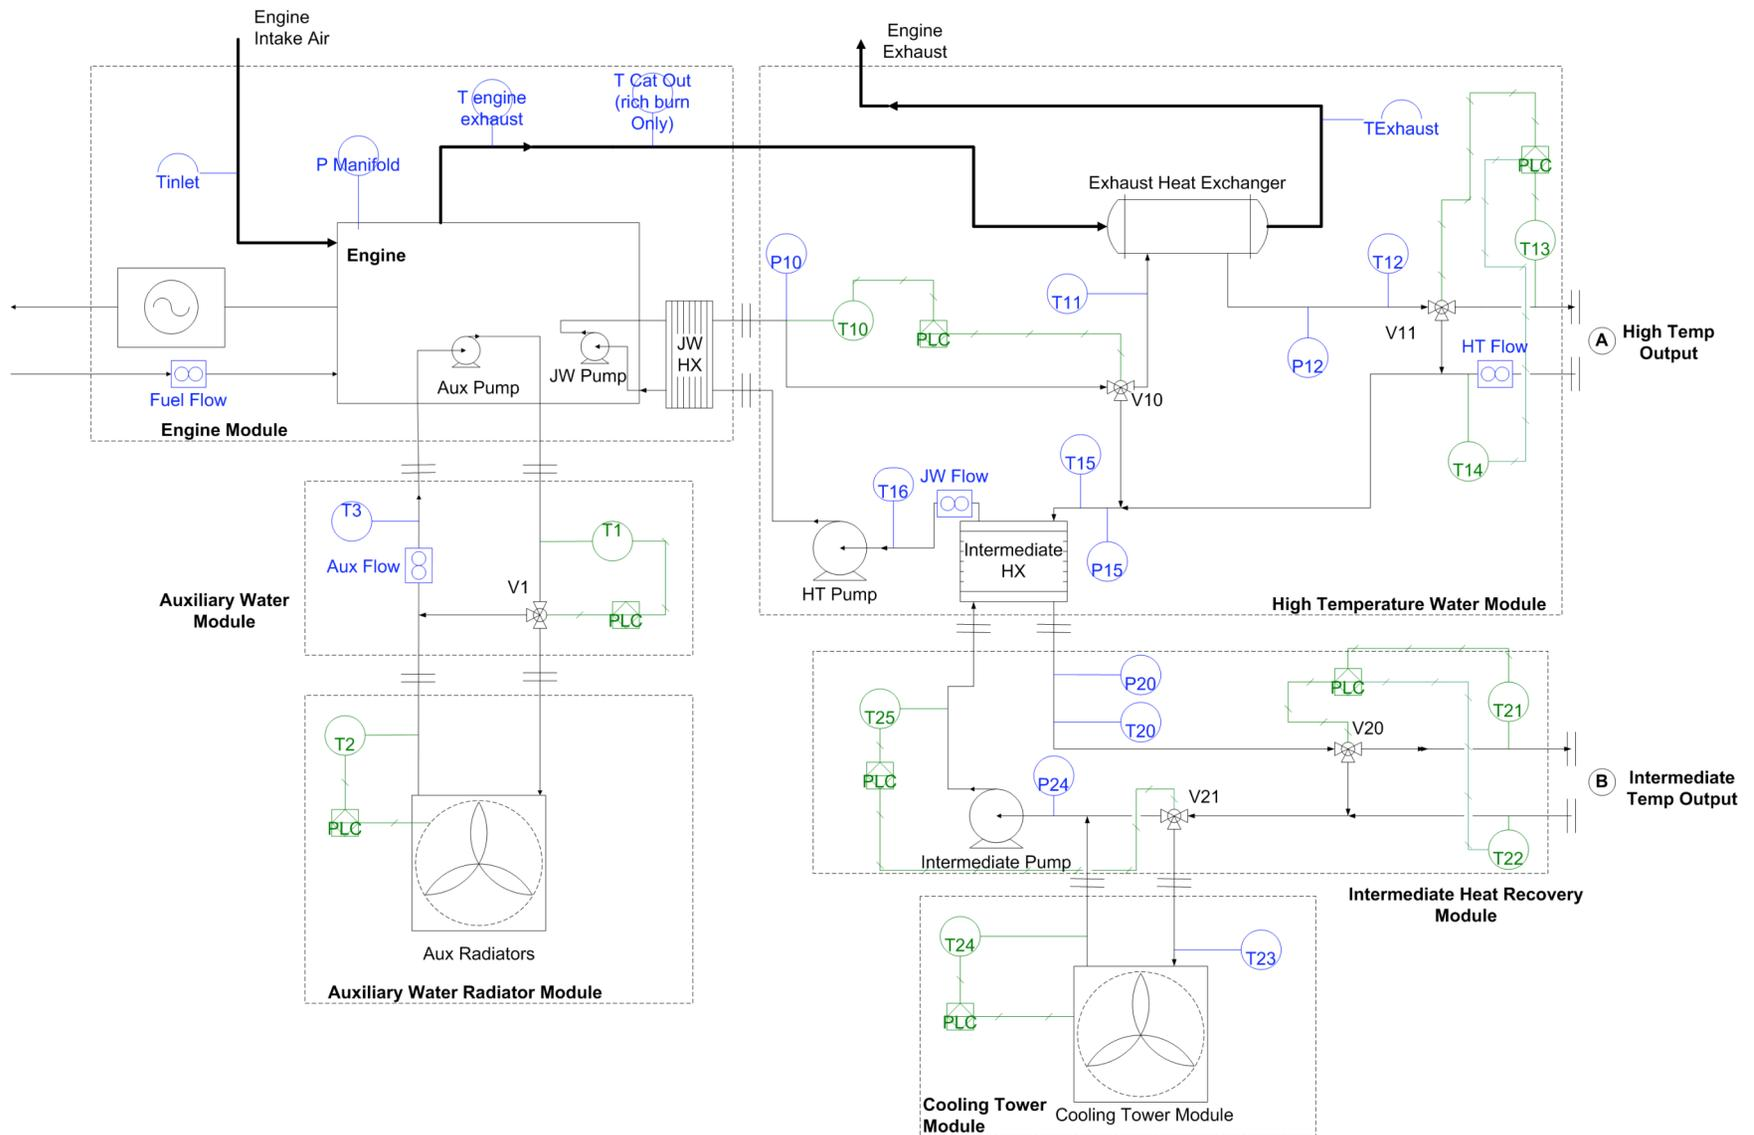 Engine
Intake Air
Engine
Exhaust
T engine
exhaust
T Cat Out
(rich burn
Only)
TExhaust
P Manifold
Tinlet
PLC
Exhaust Heat Exchanger
Engine
T13
P10
T12
T11
T10
PLC
V11
A
High Temp
Output
JW
HX
HT Flow
P12
JW Pump
Aux Pump
Fuel Flow
V10
Engine Module
T15
T14
JW Flow
T16
T3
T1
Intermediate
HX
P15
Aux Flow
V1
HT Pump
Auxiliary Water
Module
PLC
High Temperature Water Module
P20
PLC
T25
T21
T2
T20
V20
PLC
P24
B
Intermediate
Temp Output
V21
PLC
Intermediate Pump
T22
Intermediate Heat Recovery
Module
Aux Radiators
T24
T23
Auxiliary Water Radiator Module
PLC
Cooling Tower
Module
Cooling Tower Module